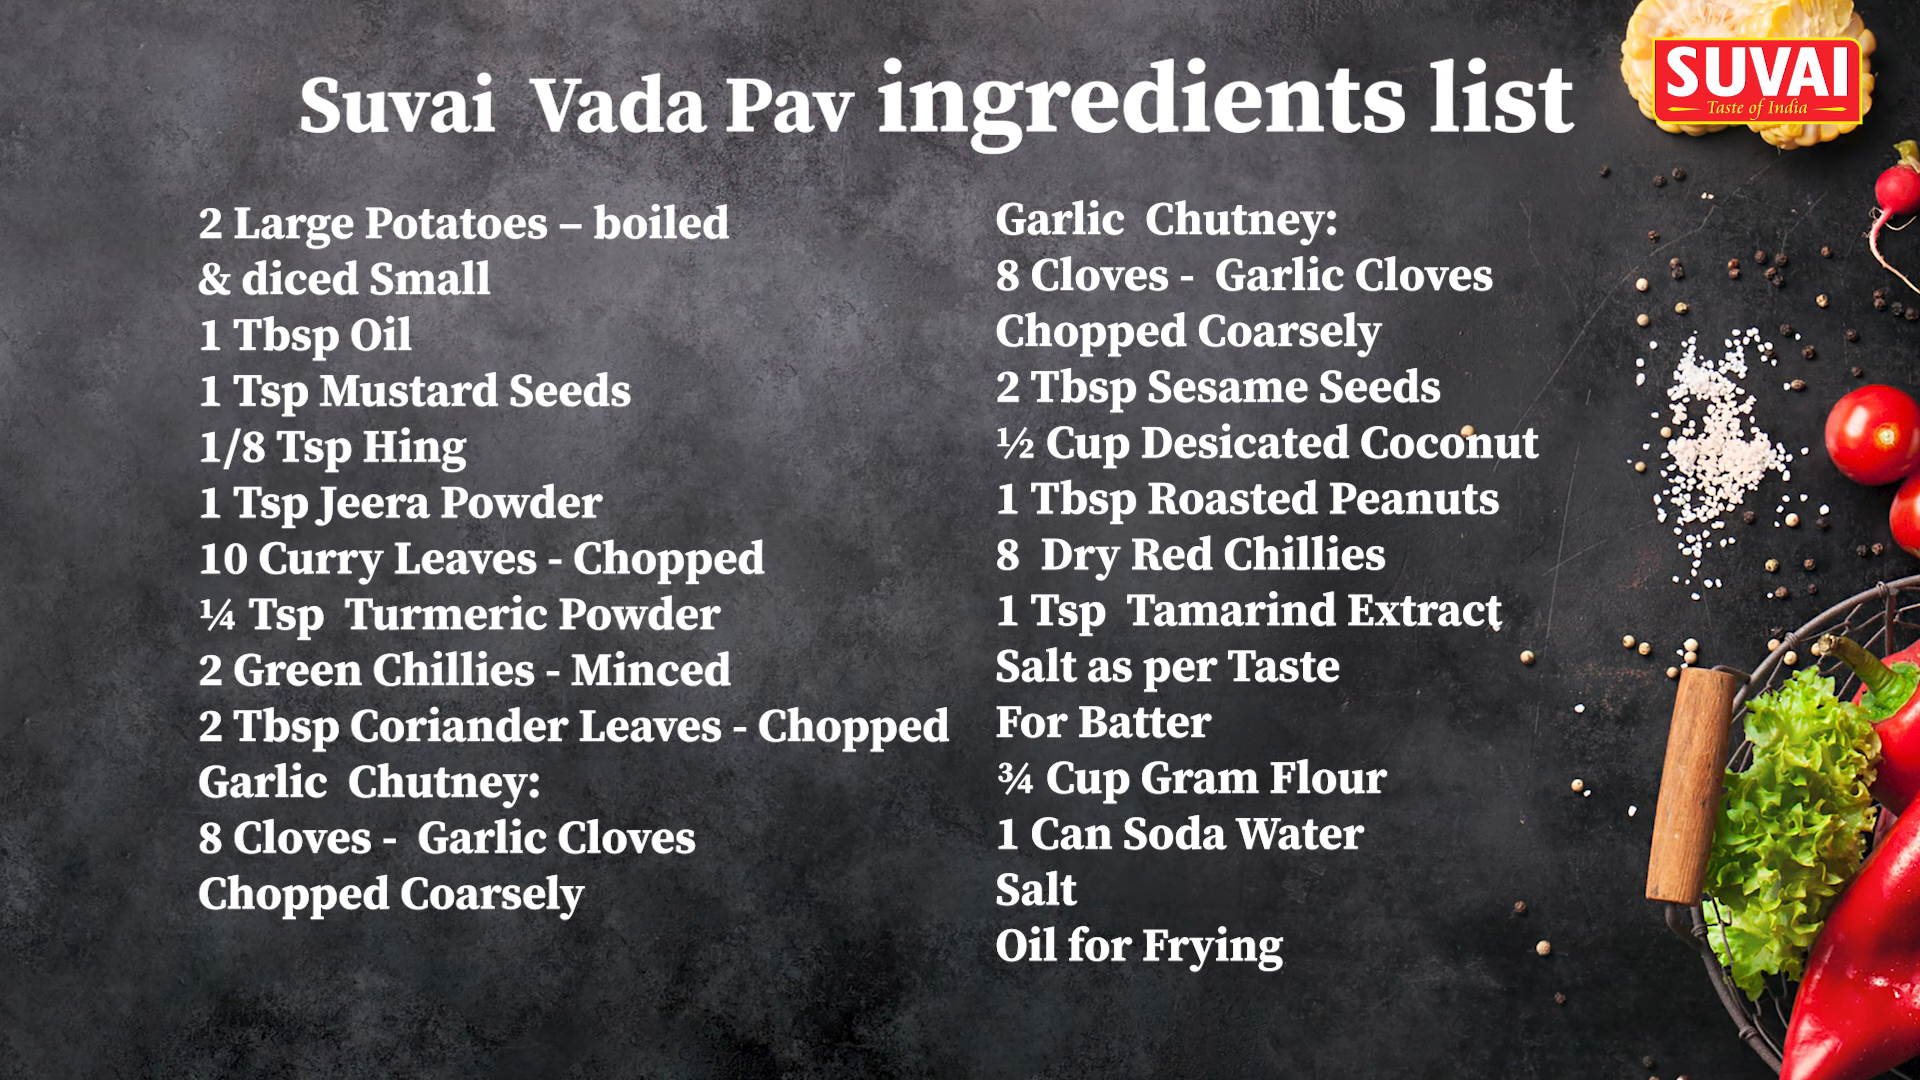 Suvai Vada Pav ingredients list
SUVAI
Taste of India
2 Large Potatoes – boiled
& diced Small
1 Tbsp Oil
1 Tsp Mustard Seeds
1/8 Tsp Hing
1 Tsp Jeera Powder
10 Curry Leaves - Chopped
¼ Tsp Turmeric Powder
2 Green Chillies - Minced
2 Tbsp Coriander Leaves - Chopped
Garlic Chutney:
8 Cloves - Garlic Cloves
Chopped Coarsely
Garlic Chutney:
8 Cloves - Garlic Cloves
Chopped Coarsely
2 Tbsp Sesame Seeds
½ Cup Desicated Coconut
1 Tbsp Roasted Peanuts
8 Dry Red Chillies
1 Tsp Tamarind Extract
Salt as per Taste
For Batter
¾ Cup Gram Flour
1 Can Soda Water
Salt
Oil for Frying